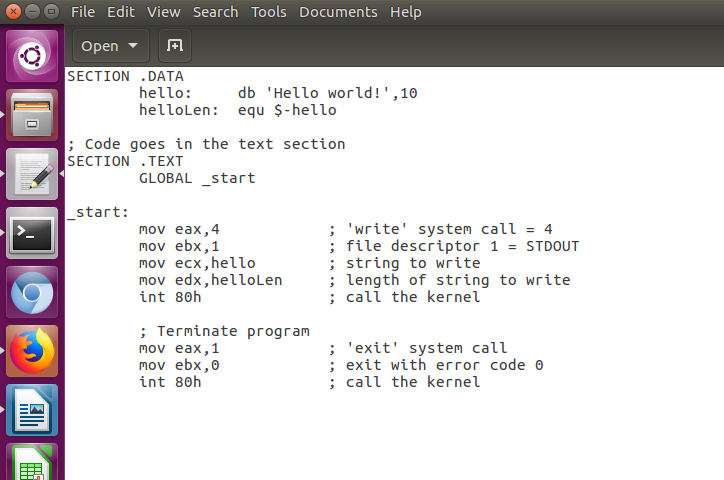 File Edit View Search Tools Documents Help
Open
SECTION .DATA
        hello:     db 'Hello world!',10
        helloLen:  equ $-hello

; Code goes in the text section
SECTION .TEXT
        GLOBAL _start

_start:
        mov eax,4            ; 'write' system call = 4
        mov ebx,1            ; file descriptor 1 = STDOUT
        mov ecx,hello        ; string to write
        mov edx,helloLen     ; length of string to write
        int 80h              ; call the kernel

        ; Terminate program
        mov eax,1            ; 'exit' system call
        mov ebx,0            ; exit with error code 0
        int 80h              ; call the kernel